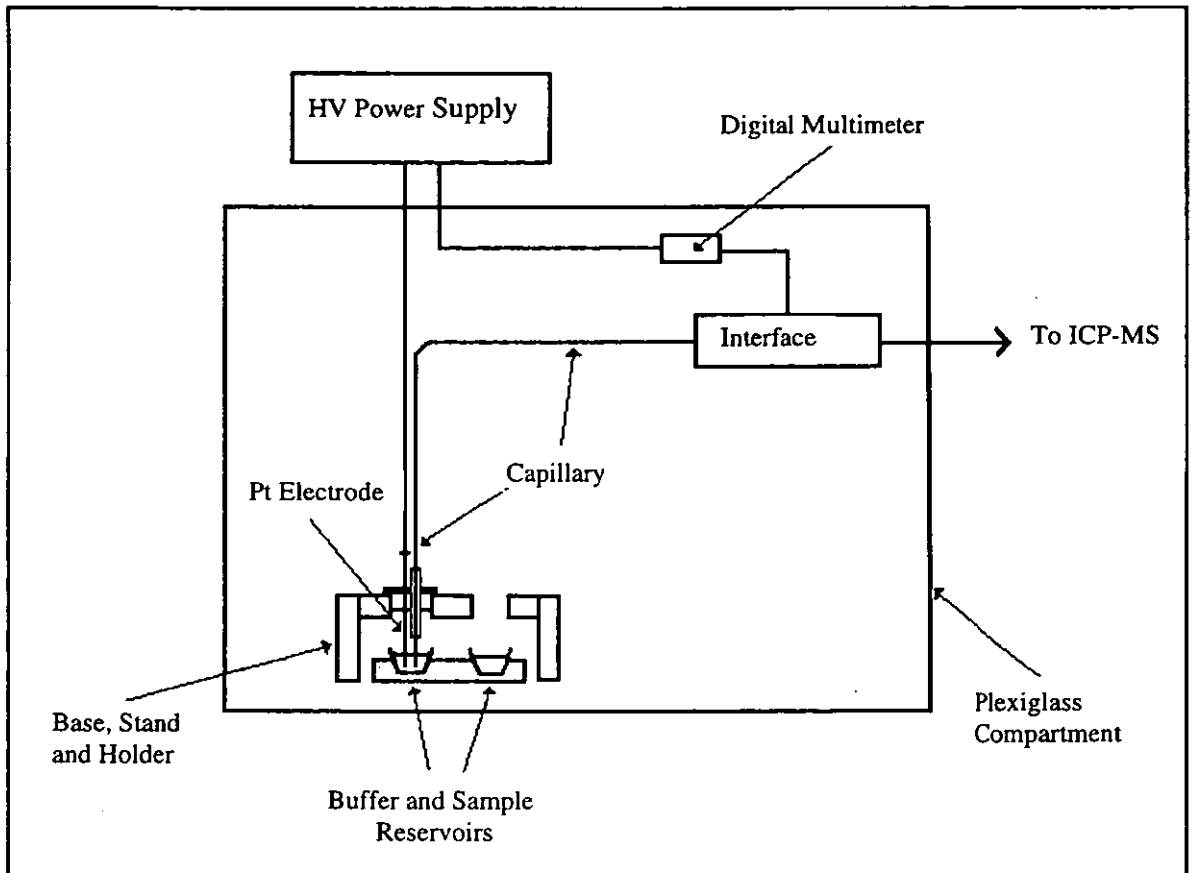 HV Power Supply
Digital Multimeter
Interface
To ICP-MS
Capillary
Pt Electrode
Base, Stand
and Holder
Plexiglass
Compartment
Buffer and Sample
Reservoirs